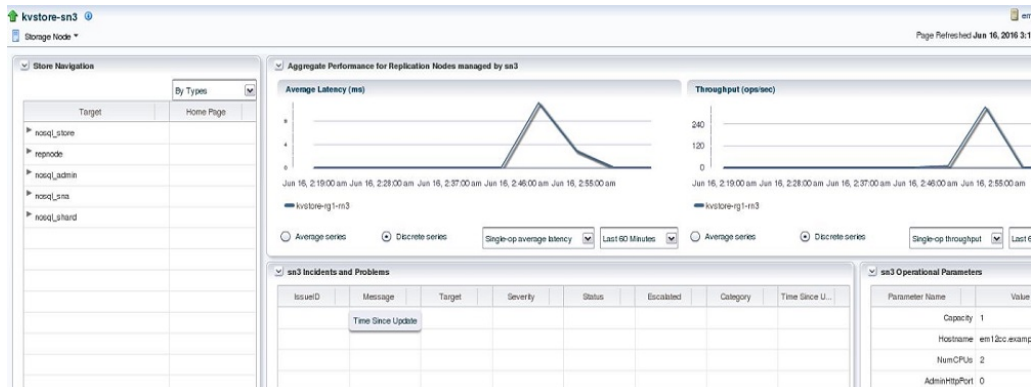 kvstore-sn3
em
Storage Node
Page Refreshed Jun 16, 2016 3:1
Store Navigation
By Types
Target Home Page
nosql_store
repnode
nosql_admin
nosql_sna
nosql_shard
Aggregate Performance for Replication Nodes managed by sn3
Average Latency (ms)
8
4
0
Jun 16, 2:19:00 am Jun 16, 2:28:00 am Jun 16, 2:37:00 am Jun 16, 2:46:00 am Jun 16, 2:55:00 am
kvstore-rg1-rn3
Average series Discrete series Single-op average latency Last 60 Minutes
Throughput (ops/sec)
240
120
0
Jun 16, 2:19:00 am Jun 16, 2:28:00 am Jun 16, 2:37:00 am Jun 16, 2:46:00 am Jun 16, 2:55:00 am
kvstore-rg1-rn3
Average series Discrete series Single-op throughput Last 6
sn3 Incidents and Problems
IssueID Message Target Severity Status Escalated Category Time Since U...
Time Since Update
sn3 Operational Parameters
Parameter Name Value
Capacity 1
Hostname em12cc.examp
NumCPUs 2
AdminHttpPort 0